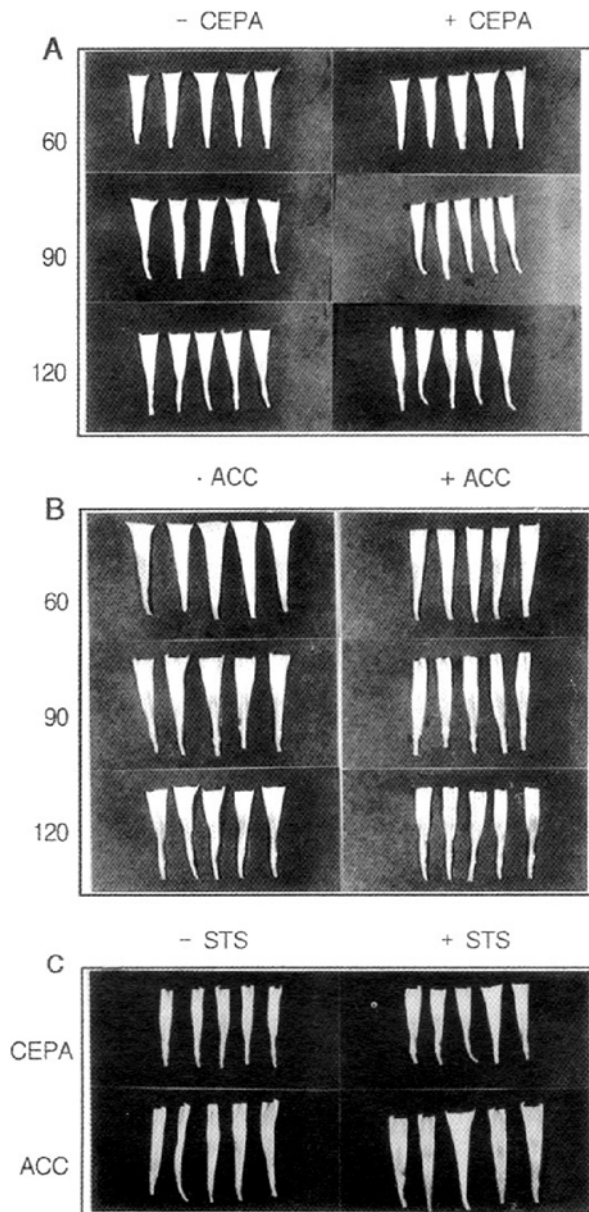 - CEPA + CEPA
A
60
90
120
· ACC + ACC
B
60
90
120
- STS + STS
C
CEPA
ACC